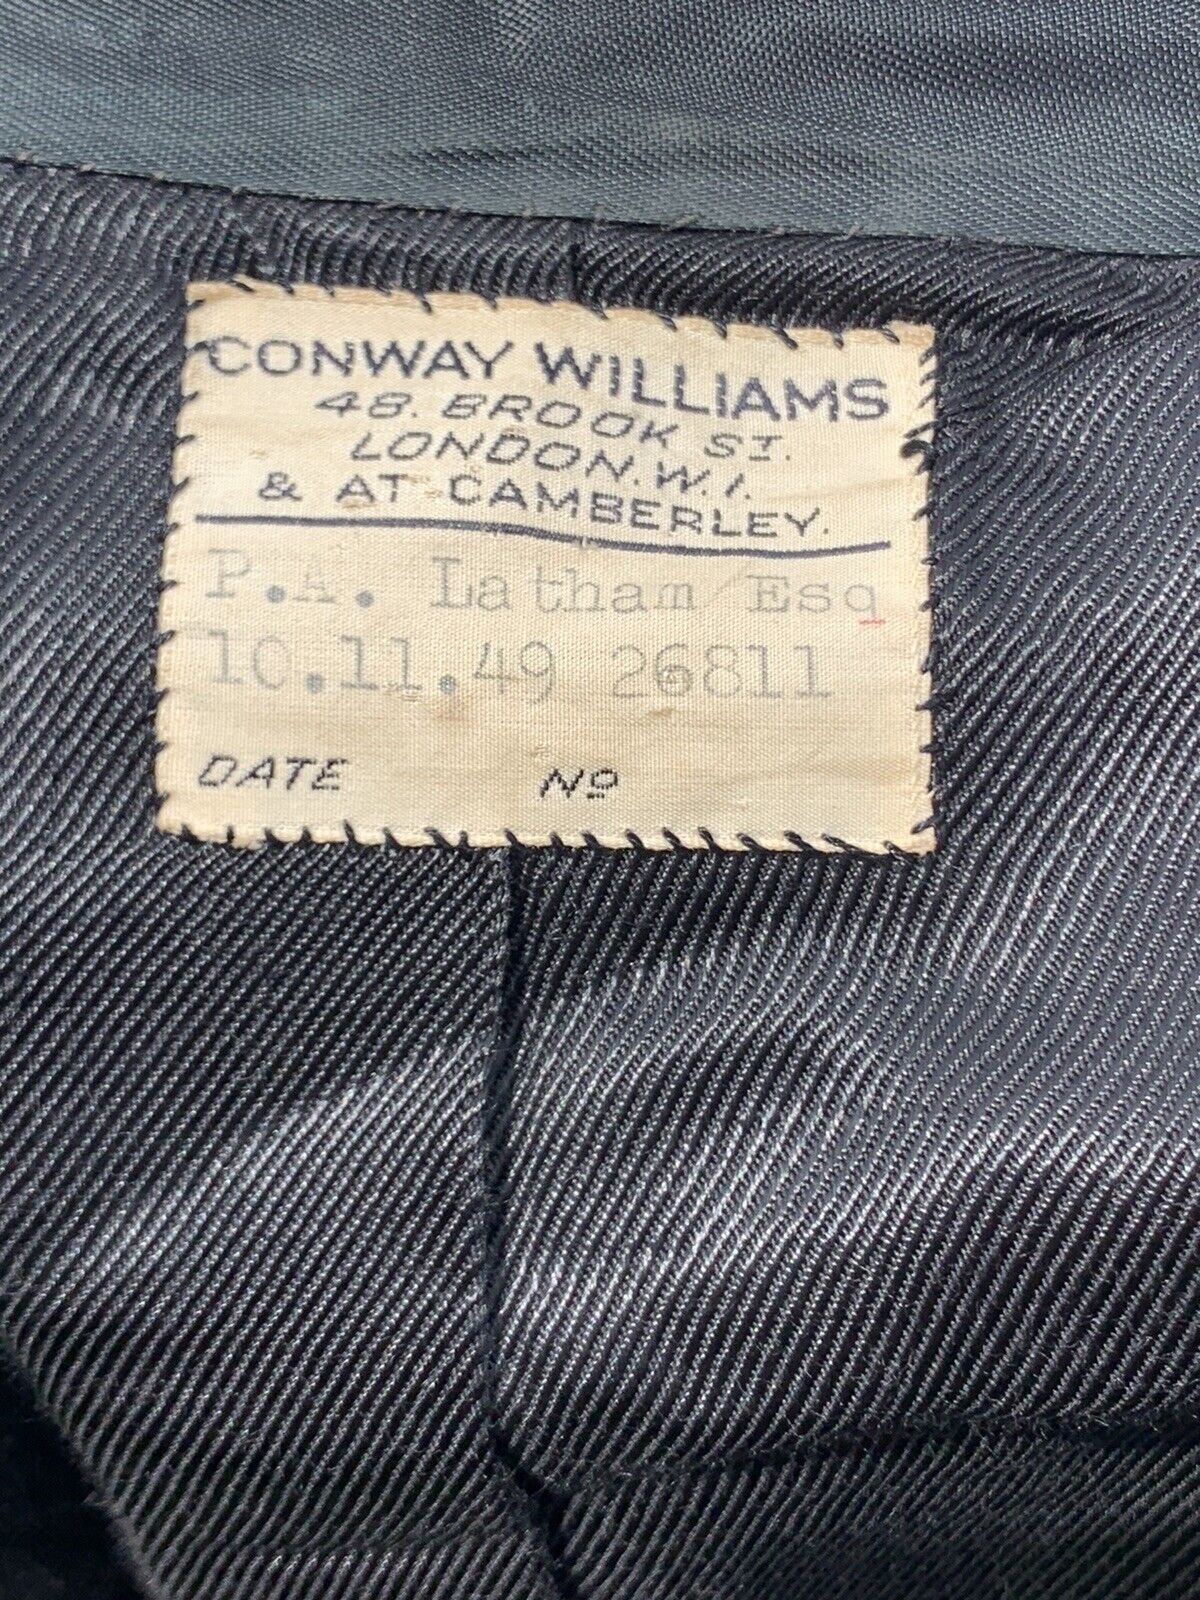 CONWAY WILLIAMS
48. BROOK ST.
LONDON. W.1.
& AT CAMBERLEY.
P.A. Latham Esq
10.11.49 26811
DATE Nº